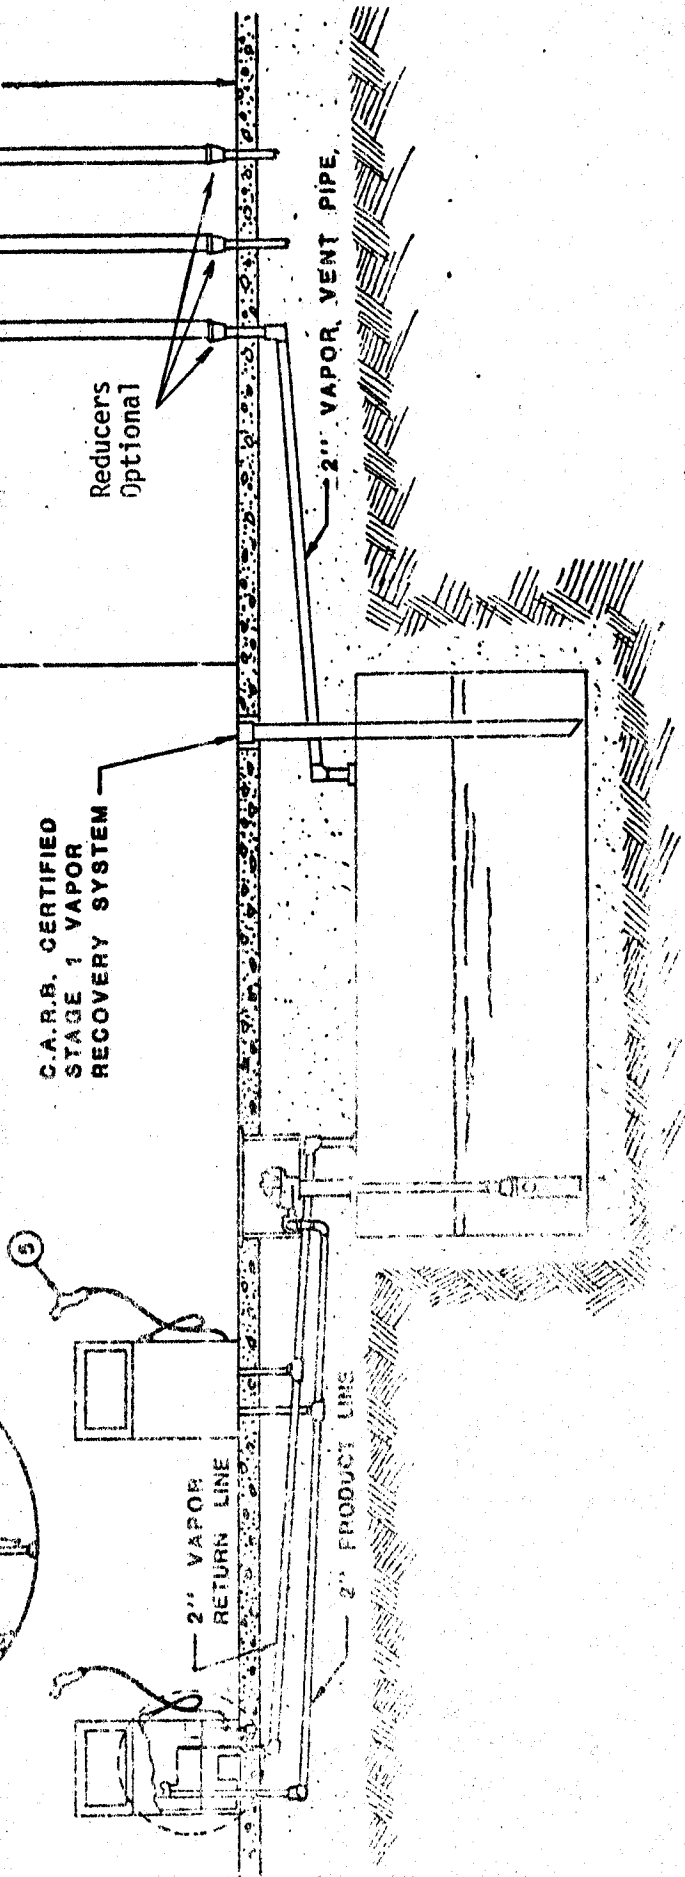 Reducers
Optional
2" VAPOR VENT PIPE,
C.A.R.B. CERTIFIED
STAGE 1 VAPOR
RECOVERY SYSTEM
5
2" VAPOR
RETURN LINE
2" PRODUCT LINE